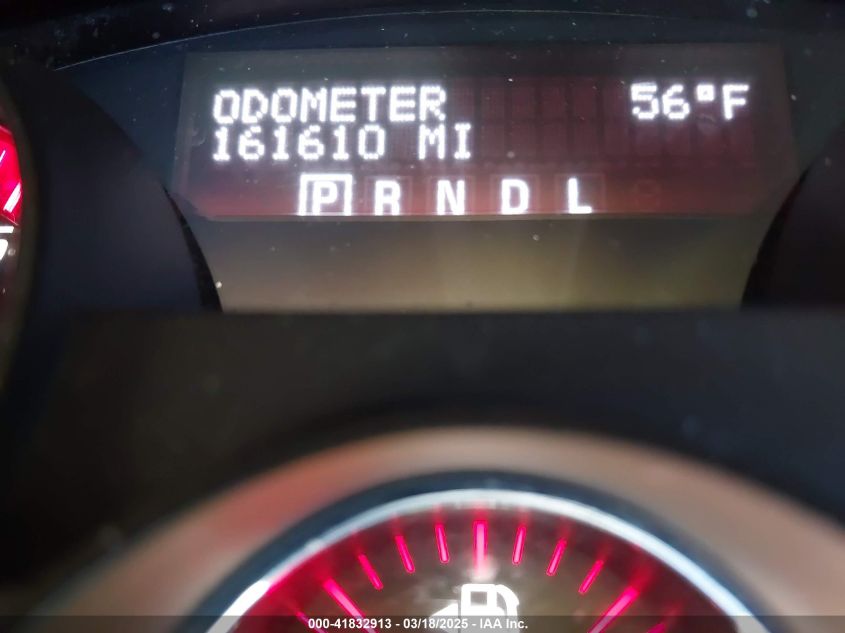 ODOMETER 56°F
161610 MI
P R N D L
000-41832913 - 03/18/2025 - IAA Inc.